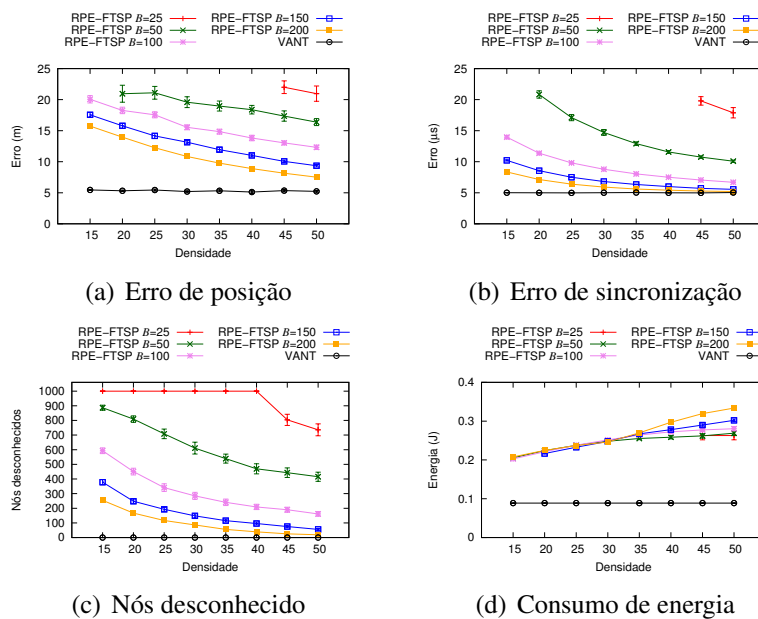 RPE−FTSP B=25 RPE−FTSP B=150
RPE−FTSP B=50 RPE−FTSP B=200
RPE−FTSP B=100 VANT
Erro (m)
25
20
15
10
5
0
15 20 25 30 35 40 45 50
Densidade
(a) Erro de posição
RPE−FTSP B=25 RPE−FTSP B=150
RPE−FTSP B=50 RPE−FTSP B=200
RPE−FTSP B=100 VANT
Erro (µs)
25
20
15
10
5
0
15 20 25 30 35 40 45 50
Densidade
(b) Erro de sincronização
RPE−FTSP B=25 RPE−FTSP B=150
RPE−FTSP B=50 RPE−FTSP B=200
RPE−FTSP B=100 VANT
Nós desconhecidos
1000
900
800
700
600
500
400
300
200
100
0
15 20 25 30 35 40 45 50
Densidade
(c) Nós desconhecido
RPE−FTSP B=25 RPE−FTSP B=150
RPE−FTSP B=50 RPE−FTSP B=200
RPE−FTSP B=100 VANT
Energia (J)
0.4
0.3
0.2
0.1
0
15 20 25 30 35 40 45 50
Densidade
(d) Consumo de energia